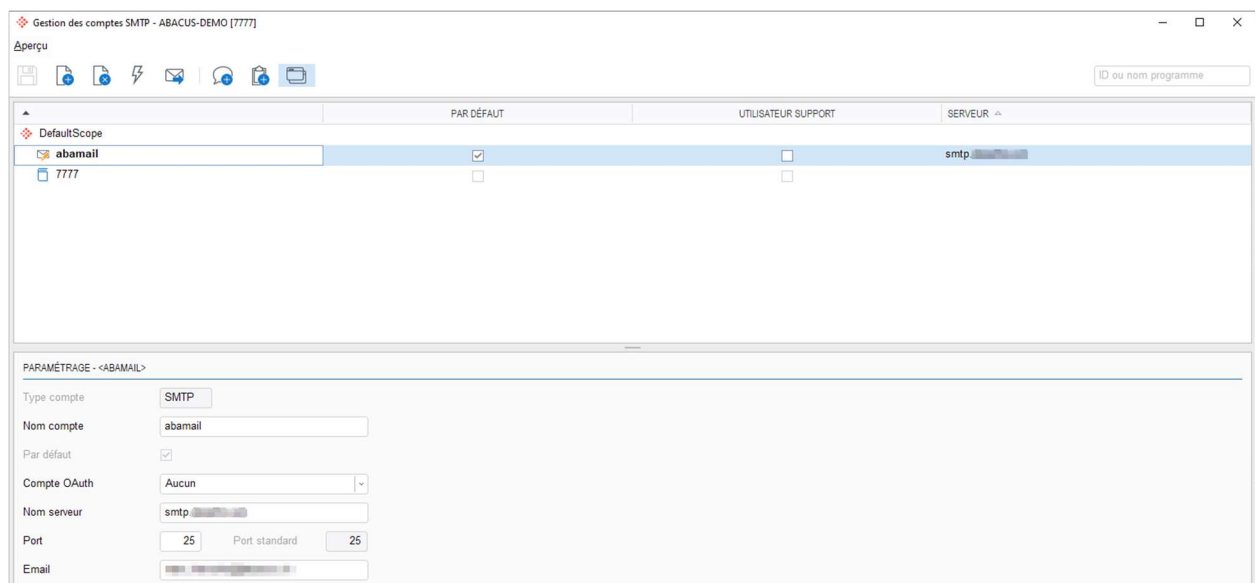 Gestion des comptes SMTP - ABACUS-DEMO [7777]
Aperçu
ID ou nom programme
PAR DÉFAUT UTILISATEUR SUPPORT SERVEUR
DefaultScope
abamail smtp.
7777
PARAMÉTRAGE - <ABAMAIL>
Type compte SMTP
Nom compte abamail
Par défaut
Compte OAuth Aucun
Nom serveur smtp.
Port 25 Port standard 25
Email